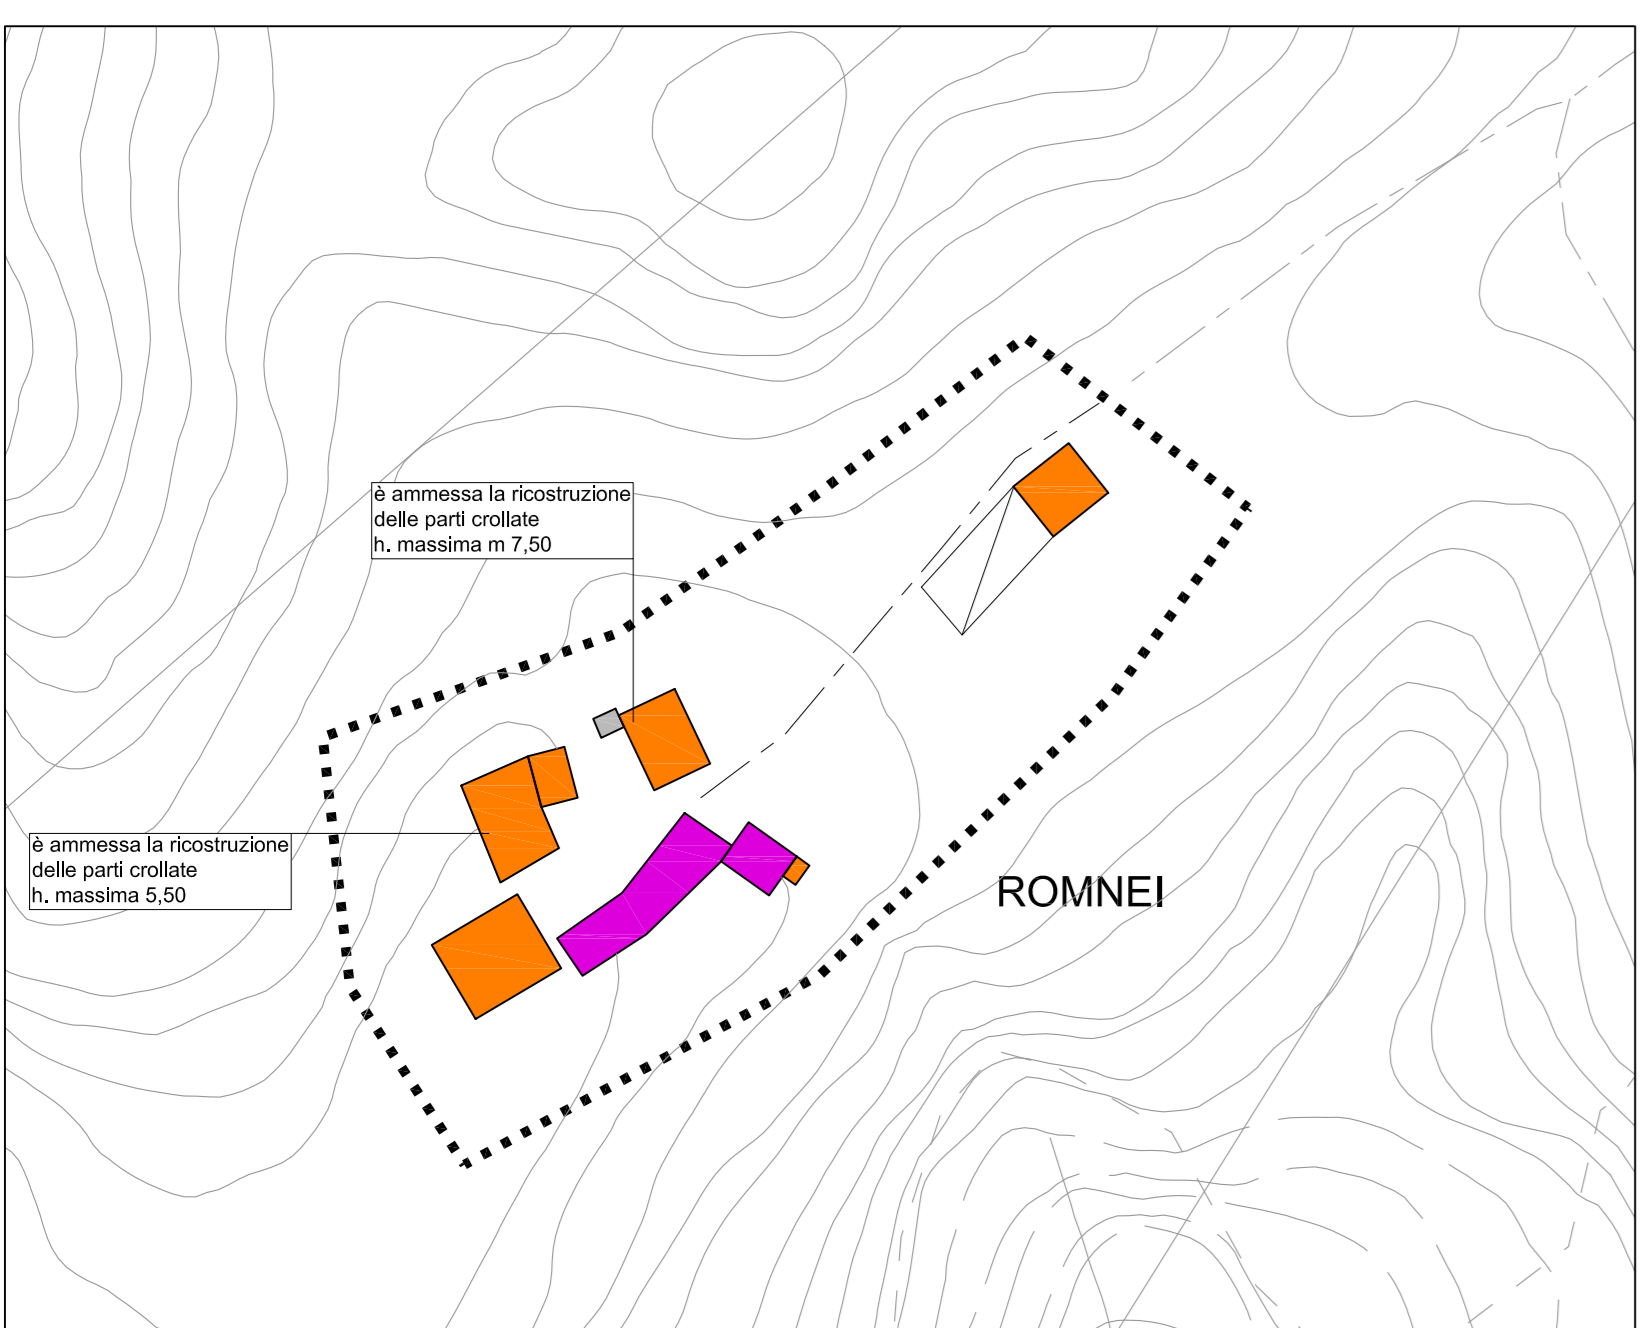 è ammessa la ricostruzione
delle parti crollate
h. massima m 7,50
è ammessa la ricostruzione
delle parti crollate
h. massima 5,50
ROMNEI